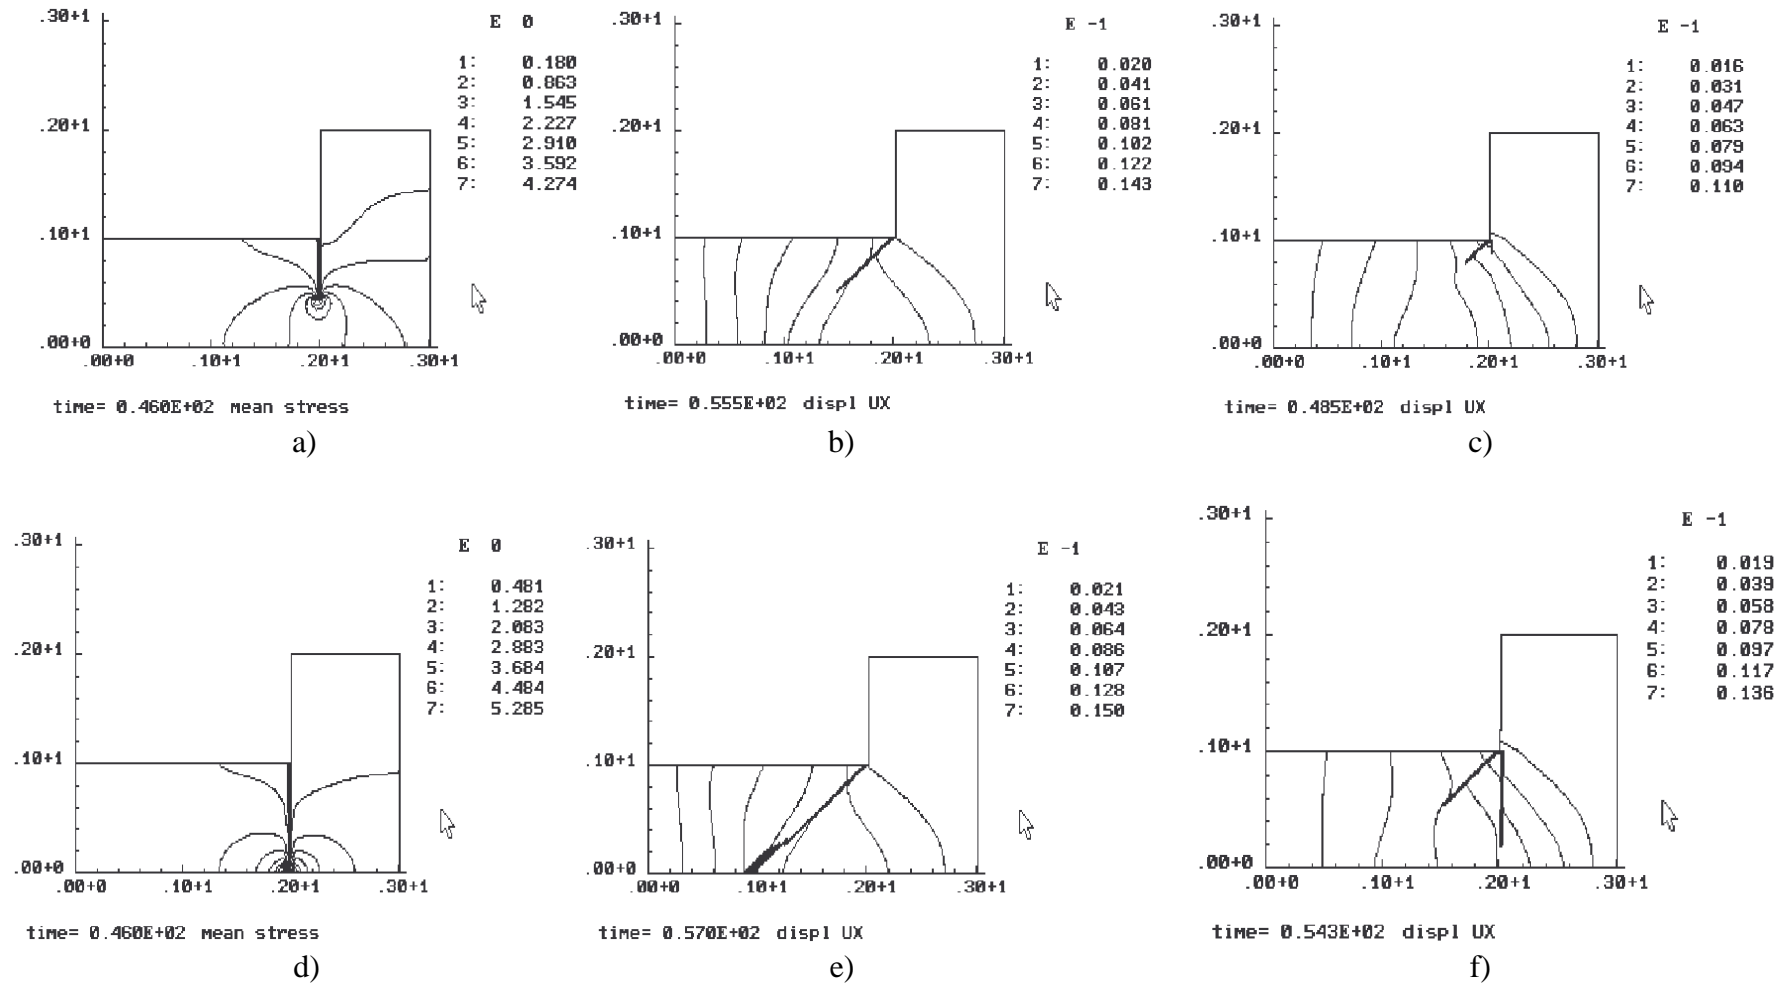 .30+1
E 0
1: 0.180
2: 0.863
3: 1.545
4: 2.227
5: 2.910
6: 3.592
7: 4.274
.20+1
.10+1
.00+0
.00+0 .10+1 .20+1 .30+1
time= 0.460E+02 mean stress
a)
.30+1
E -1
1: 0.020
2: 0.041
3: 0.061
4: 0.081
5: 0.102
6: 0.122
7: 0.143
.20+1
.10+1
.00+0
.00+0 .10+1 .20+1 .30+1
time= 0.555E+02 displ UX
b)
.30+1
E -1
1: 0.016
2: 0.031
3: 0.047
4: 0.063
5: 0.079
6: 0.094
7: 0.110
.20+1
.10+1
.00+0
.00+0 .10+1 .20+1 .30+1
time= 0.485E+02 displ UX
c)
.30+1
E 0
1: 0.481
2: 1.282
3: 2.083
4: 2.883
5: 3.684
6: 4.484
7: 5.285
.20+1
.10+1
.00+0
.00+0 .10+1 .20+1 .30+1
time= 0.460E+02 mean stress
d)
.30+1
E -1
1: 0.021
2: 0.043
3: 0.064
4: 0.086
5: 0.107
6: 0.128
7: 0.150
.20+1
.10+1
.00+0
.00+0 .10+1 .20+1 .30+1
time= 0.570E+02 displ UX
e)
.30+1
E -1
1: 0.019
2: 0.039
3: 0.058
4: 0.078
5: 0.097
6: 0.117
7: 0.136
.20+1
.10+1
.00+0
.00+0 .10+1 .20+1 .30+1
time= 0.543E+02 displ UX
f)